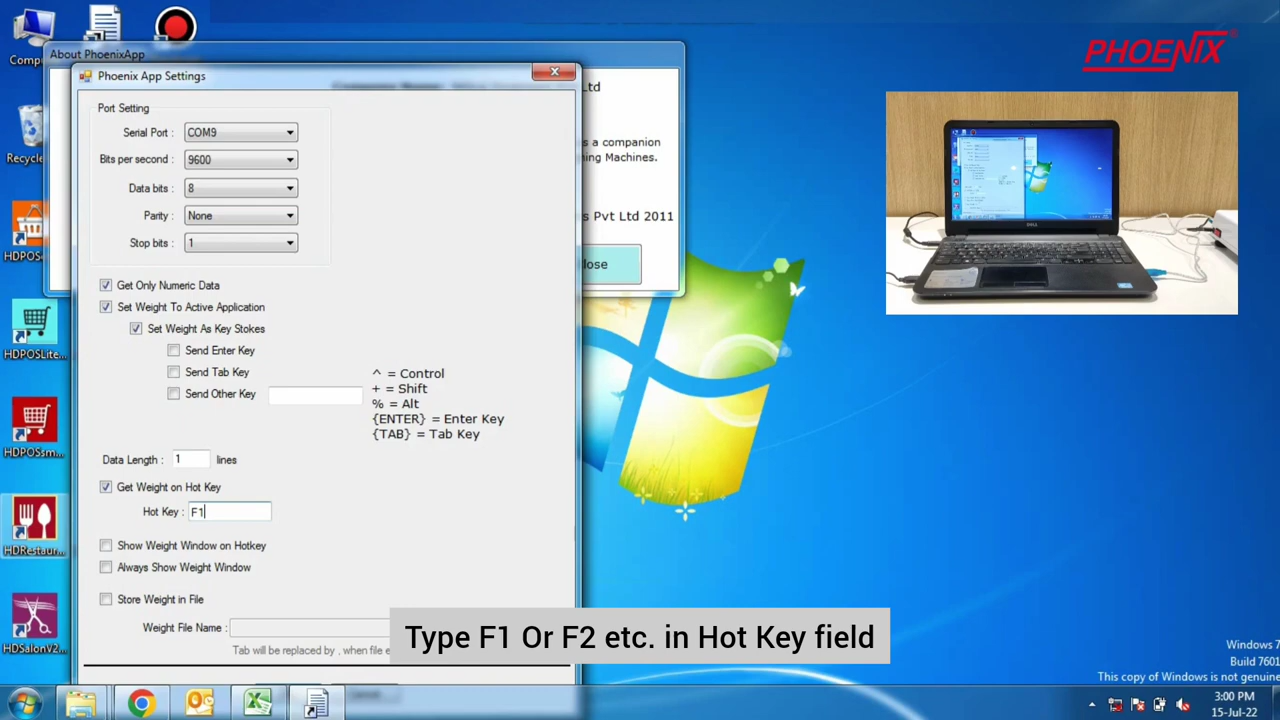 Compu
Recycle
HDPOS
HDPOSLite...
HDPOSsm...
HDRestaur...
HDSalonV2...
About PhoenixApp
Ltd
s a companion
ning Machines.
s Pvt Ltd 2011
lose
Phoenix App Settings
Port Setting
Serial Port : COM9
Bits per second : 9600
Data bits : 8
Parity : None
Stop bits : 1
Get Only Numeric Data
Set Weight To Active Application
Set Weight As Key Stokes
Send Enter Key
Send Tab Key
Send Other Key
^ = Control
+ = Shift
% = Alt
{ENTER} = Enter Key
{TAB} = Tab Key
Data Length : 1 lines
Get Weight on Hot Key
Hot Key : F1
Show Weight Window on Hotkey
Always Show Weight Window
Store Weight in File
Weight File Name :
Tab will be replaced by , when file e
Type F1 Or F2 etc. in Hot Key field
PHOENIX
DELL
Windows 7
Build 7601
This copy of Windows is not genuine
3:00 PM
15-Jul-22